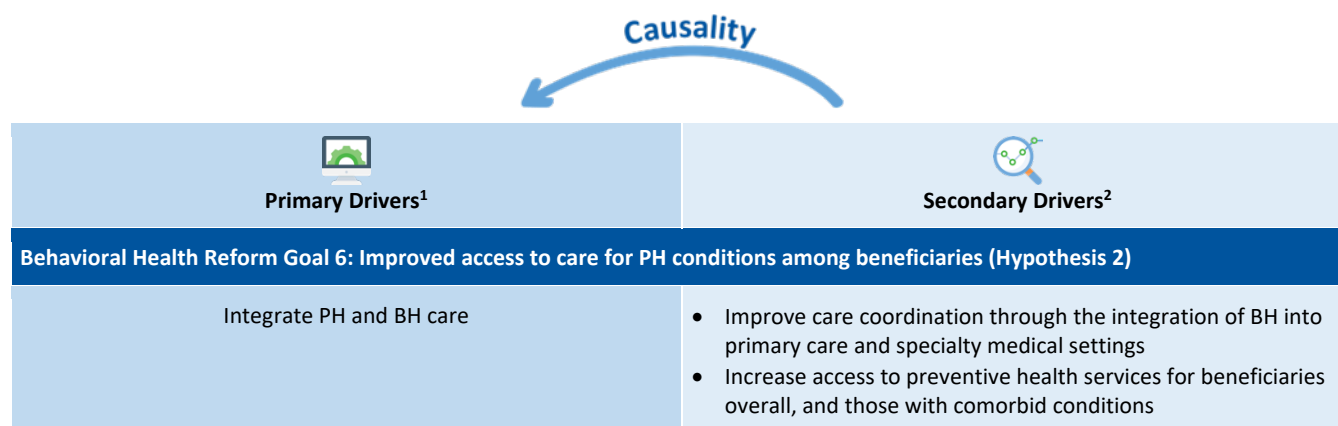 Causality
Primary Drivers1
Secondary Drivers2
Behavioral Health Reform Goal 6: Improved access to care for PH conditions among beneficiaries (Hypothesis 2)
Integrate PH and BH care
• Improve care coordination through the integration of BH into
primary care and specialty medical settings
• Increase access to preventive health services for beneficiaries
overall, and those with comorbid conditions